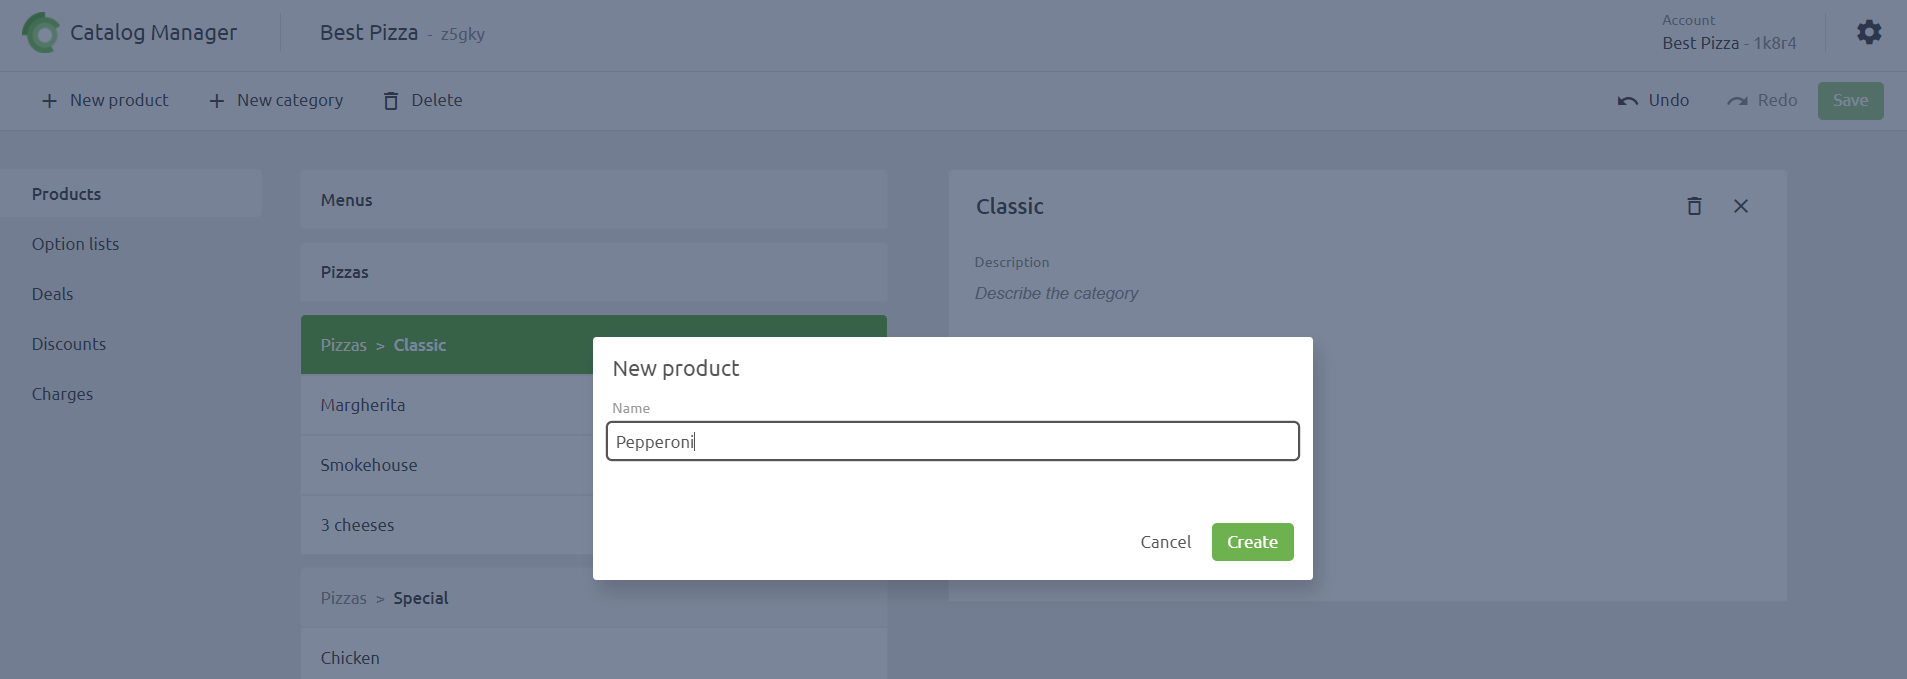 Catalog Manager
Best Pizza - z5gky
Account
Best Pizza - 1k8r4
New product
New category
Delete
Undo
Redo
Save
Products
Option lists
Deals
Discounts
Charges
Menus
Pizzas
Pizzas > Classic
Margherita
Smokehouse
3 cheeses
Pizzas > Special
Chicken
Classic
Description
Describe the category
New product
Name
Pepperoni
Cancel
Create